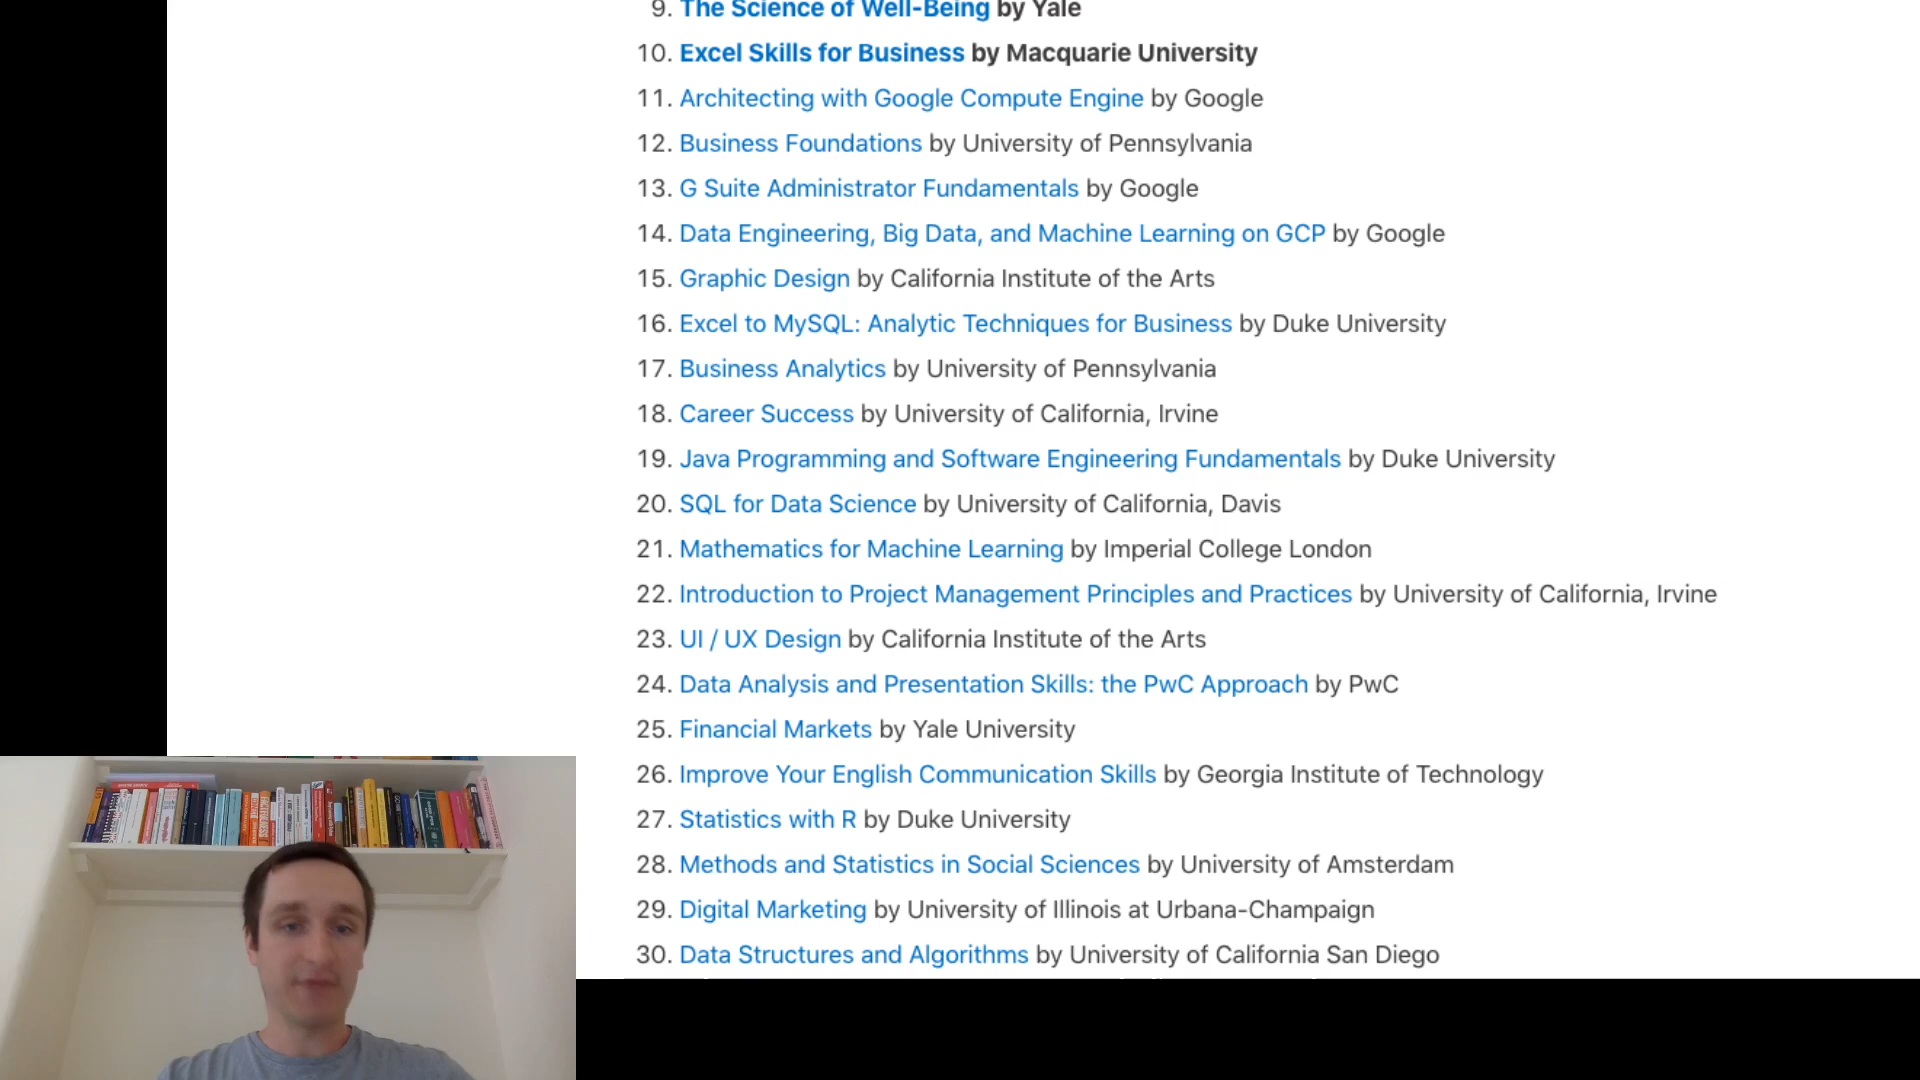 9. The Science of Well-Being by Yale
10. Excel Skills for Business by Macquarie University
11. Architecting with Google Compute Engine by Google
12. Business Foundations by University of Pennsylvania
13. G Suite Administrator Fundamentals by Google
14. Data Engineering, Big Data, and Machine Learning on GCP by Google
15. Graphic Design by California Institute of the Arts
16. Excel to MySQL: Analytic Techniques for Business by Duke University
17. Business Analytics by University of Pennsylvania
18. Career Success by University of California, Irvine
19. Java Programming and Software Engineering Fundamentals by Duke University
20. SQL for Data Science by University of California, Davis
21. Mathematics for Machine Learning by Imperial College London
22. Introduction to Project Management Principles and Practices by University of California, Irvine
23. UI / UX Design by California Institute of the Arts
24. Data Analysis and Presentation Skills: the PwC Approach by PwC
25. Financial Markets by Yale University
26. Improve Your English Communication Skills by Georgia Institute of Technology
27. Statistics with R by Duke University
28. Methods and Statistics in Social Sciences by University of Amsterdam
29. Digital Marketing by University of Illinois at Urbana-Champaign
30. Data Structures and Algorithms by University of California San Diego